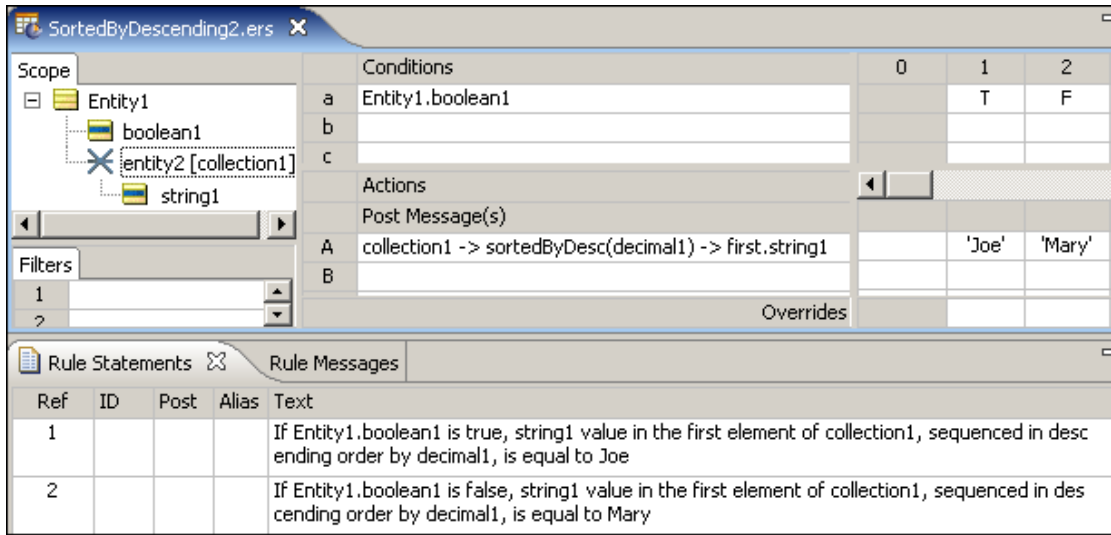 SortedByDescending2.ers
Scope
Entity1
boolean1
entity2 [collection1]
string1
Filters
1
2
Conditions 0 1 2
a Entity1.boolean1 T F
b
c
Actions
Post Message(s)
A collection1 -> sortedByDesc(decimal1) -> first.string1 'Joe' 'Mary'
B
Overrides
Rule Statements Rule Messages
Ref ID Post Alias Text
1 If Entity1.boolean1 is true, string1 value in the first element of collection1, sequenced in desc
ending order by decimal1, is equal to Joe
2 If Entity1.boolean1 is false, string1 value in the first element of collection1, sequenced in des
cending order by decimal1, is equal to Mary